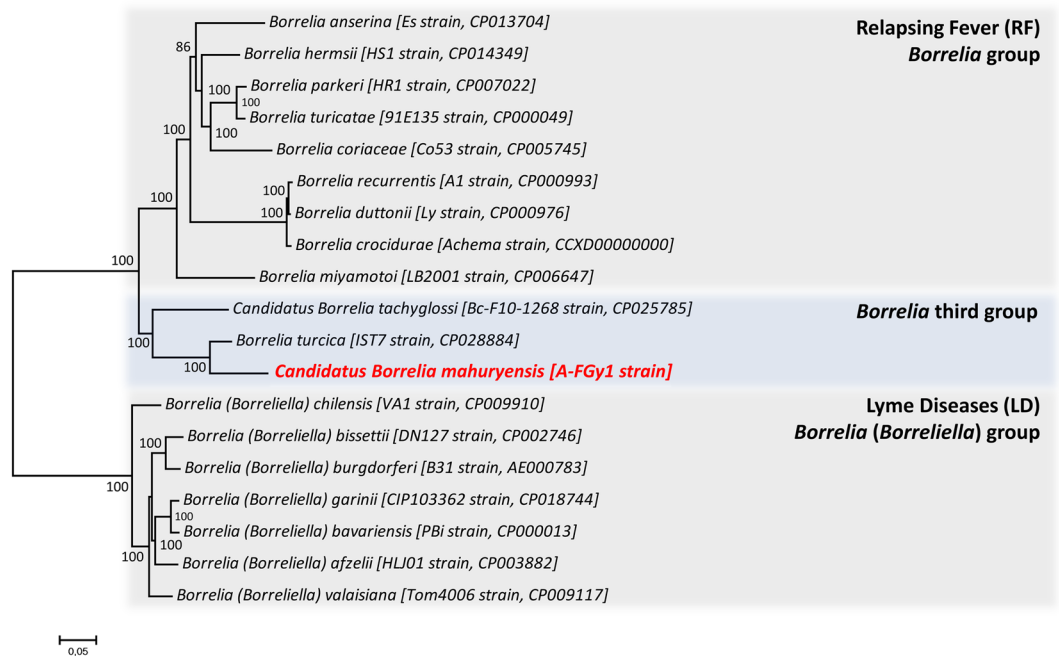 Borrelia anserina [Es strain, CP013704]
Relapsing Fever (RF)
Borrelia group
86
Borrelia hermsii [HS1 strain, CP014349]
Borrelia parkeri [HR1 strain, CP007022]
100
100
Borrelia turicatae [91E135 strain, CP000049]
100
100
Borrelia coriaceae [Co53 strain, CP005745]
Borrelia recurrentis [A1 strain, CP000993]
100
100
100
Borrelia duttonii [Ly strain, CP000976]
Borrelia crocidurae [Achema strain, CCXD00000000]
100
Borrelia miyamotoi [LB2001 strain, CP006647]
Candidatus Borrelia tachyglossi [Bc-F10-1268 strain, CP025785]
Borrelia third group
100
Borrelia turcica [IST7 strain, CP028884]
100
Candidatus Borrelia mahuryensis [A-FGy1 strain]
Borrelia (Borreliella) chilensis [VA1 strain, CP009910]
Lyme Diseases (LD)
Borrelia (Borreliella) group
100
Borrelia (Borreliella) bissettii [DN127 strain, CP002746]
Borrelia (Borreliella) burgdorferi [B31 strain, AE000783]
100
Borrelia (Borreliella) garinii [CIP103362 strain, CP018744]
100
Borrelia (Borreliella) bavariensis [PBi strain, CP000013]
100
100
Borrelia (Borreliella) afzelii [HLJ01 strain, CP003882]
Borrelia (Borreliella) valaisiana [Tom4006 strain, CP009117]
0,05